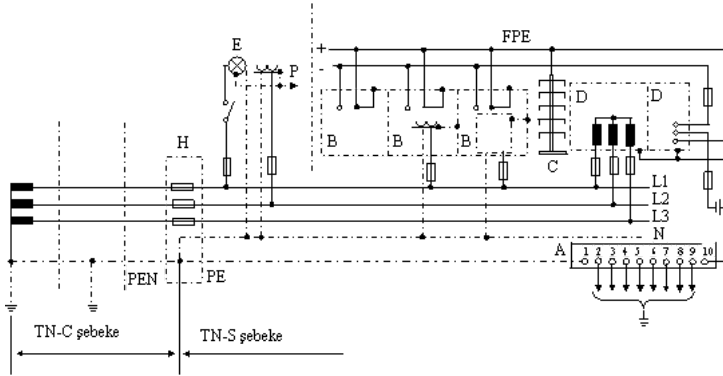 E
P
FPE
+
-
B
B
B
C
D
D
H
L1
L2
L3
N
A
1 2 3 4 5 6 7 8 9 10
PEN
PE
TN-C şebeke
TN-S şebeke